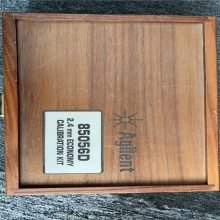 Agilent
85056D
2.4 mm ECONOMY
CALIBRATION KIT